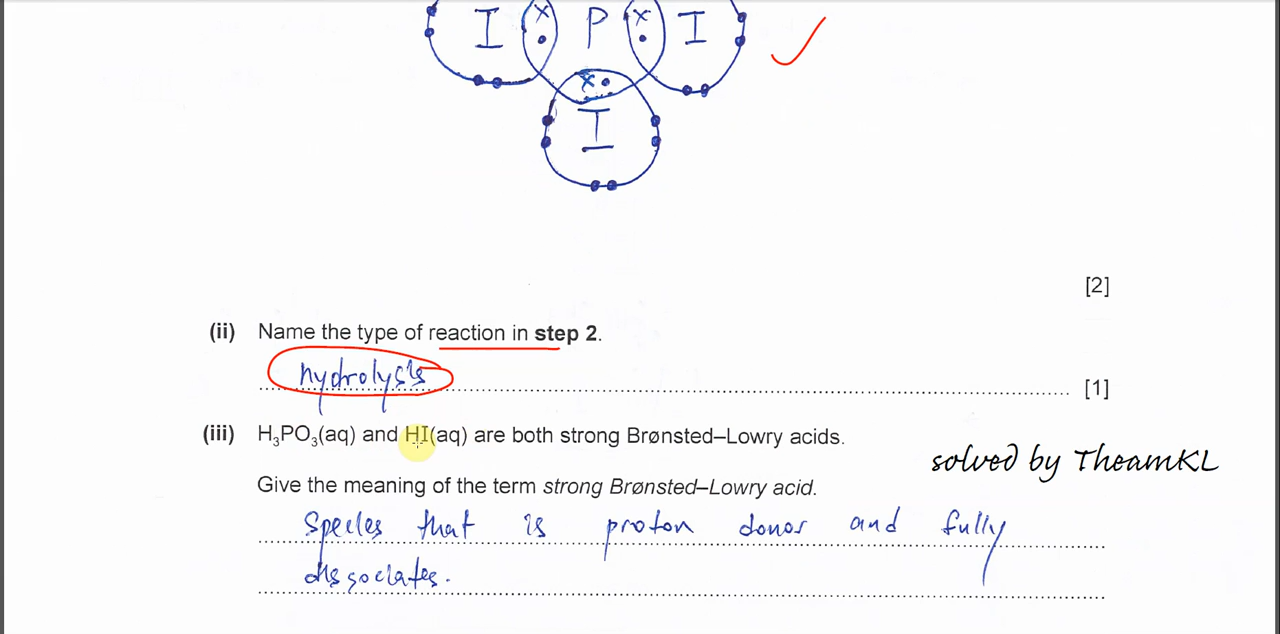 I P I
I
[2]
(ii) Name the type of reaction in step 2.
hydrolysis
[1]
(iii) H₃PO₃(aq) and HI(aq) are both strong Brønsted–Lowry acids.
solved by TheamKL
Give the meaning of the term strong Brønsted–Lowry acid.
Species that is proton donor and fully
dissociates.